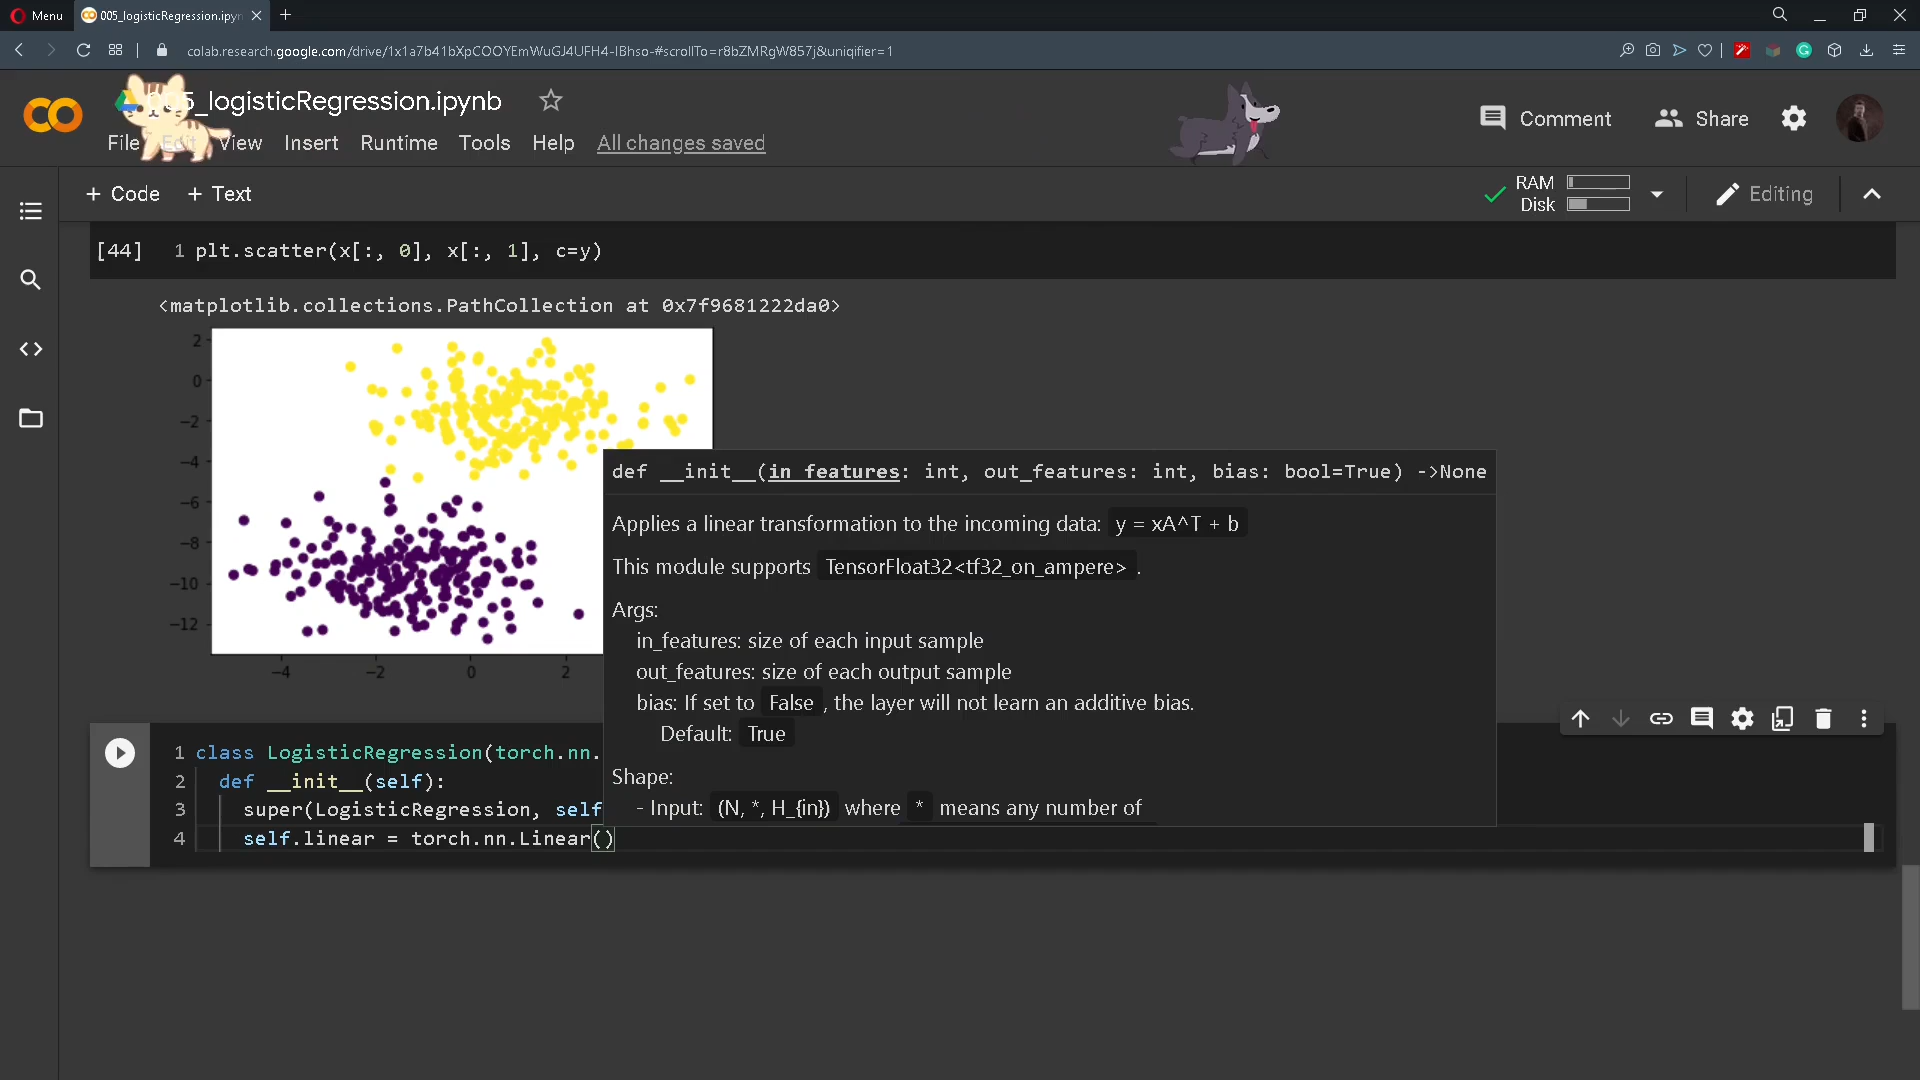 Menu
005_logisticRegression.ipyn
colab.research.google.com/drive/1x1a7b41bXpCOOYEmWuGJ4UFH4-IBhso-#scrollTo=r8bZMRgW857j&uniqifier=1
005_logisticRegression.ipynb
Comment
Share
File Edit View Insert Runtime Tools Help All changes saved
+ Code + Text
RAM
Disk
Editing
[44] 1 plt.scatter(x[:, 0], x[:, 1], c=y)
<matplotlib.collections.PathCollection at 0x7f9681222da0>
2
0
−2
−4
−6
−8
−10
−12
−4 −2 0 2
def __init__(in_features: int, out_features: int, bias: bool=True) ->None
Applies a linear transformation to the incoming data: y = xA^T + b
This module supports TensorFloat32<tf32_on_ampere> .
Args:
in_features: size of each input sample
out_features: size of each output sample
bias: If set to False , the layer will not learn an additive bias.
Default: True
Shape:
- Input: (N, *, H_{in}) where * means any number of
1 class LogisticRegression(torch.nn.
2 def __init__(self):
3 super(LogisticRegression, self
4 self.linear = torch.nn.Linear()